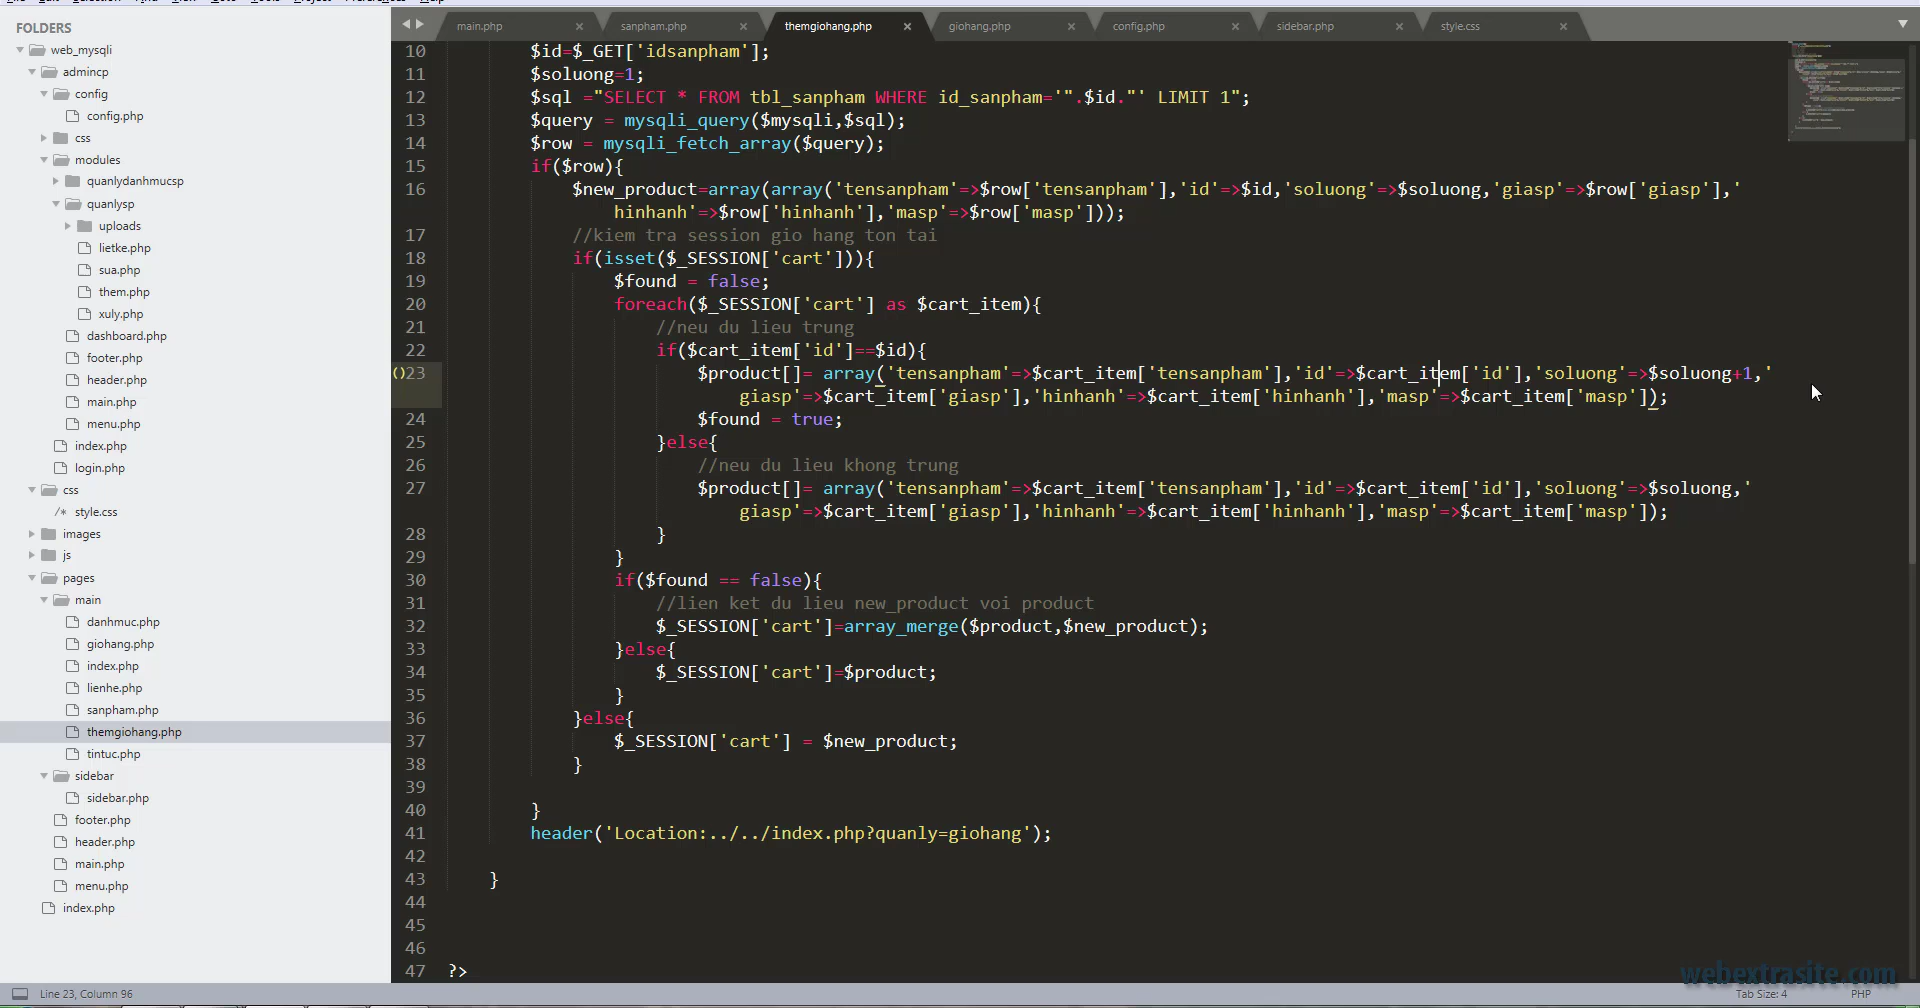 FOLDERS
web_mysqli
admincp
config
config.php
css
modules
quanlydanhmucsp
quanlysp
uploads
lietke.php
sua.php
them.php
xuly.php
dashboard.php
footer.php
header.php
main.php
menu.php
index.php
login.php
css
/* style.css
images
js
pages
main
danhmuc.php
giohang.php
index.php
lienhe.php
sanpham.php
themgiohang.php
tintuc.php
sidebar
sidebar.php
footer.php
header.php
main.php
menu.php
index.php
main.php × sanpham.php × themgiohang.php × giohang.php × config.php × sidebar.php × style.css ×
10 $id=$_GET['idsanpham'];
11 $soluong=1;
12 $sql ="SELECT * FROM tbl_sanpham WHERE id_sanpham='".$id."' LIMIT 1";
13 $query = mysqli_query($mysqli,$sql);
14 $row = mysqli_fetch_array($query);
15 if($row){
16 $new_product=array(array('tensanpham'=>$row['tensanpham'],'id'=>$id,'soluong'=>$soluong,'giasp'=>$row['giasp'],'
hinhanh'=>$row['hinhanh'],'masp'=>$row['masp']));
17 //kiem tra session gio hang ton tai
18 if(isset($_SESSION['cart'])){
19 $found = false;
20 foreach($_SESSION['cart'] as $cart_item){
21 //neu du lieu trung
22 if($cart_item['id']==$id){
()23 $product[]= array('tensanpham'=>$cart_item['tensanpham'],'id'=>$cart_item['id'],'soluong'=>$soluong+1,'
giasp'=>$cart_item['giasp'],'hinhanh'=>$cart_item['hinhanh'],'masp'=>$cart_item['masp']);
24 $found = true;
25 }else{
26 //neu du lieu khong trung
27 $product[]= array('tensanpham'=>$cart_item['tensanpham'],'id'=>$cart_item['id'],'soluong'=>$soluong,'
giasp'=>$cart_item['giasp'],'hinhanh'=>$cart_item['hinhanh'],'masp'=>$cart_item['masp']);
28 }
29 }
30 if($found == false){
31 //lien ket du lieu new_product voi product
32 $_SESSION['cart']=array_merge($product,$new_product);
33 }else{
34 $_SESSION['cart']=$product;
35 }
36 }else{
37 $_SESSION['cart'] = $new_product;
38 }
39
40 }
41 header('Location:../../index.php?quanly=giohang');
42
43 }
44
45
46
47 ?>
webextrasite.com
Line 23, Column 96
Tab Size: 4
PHP